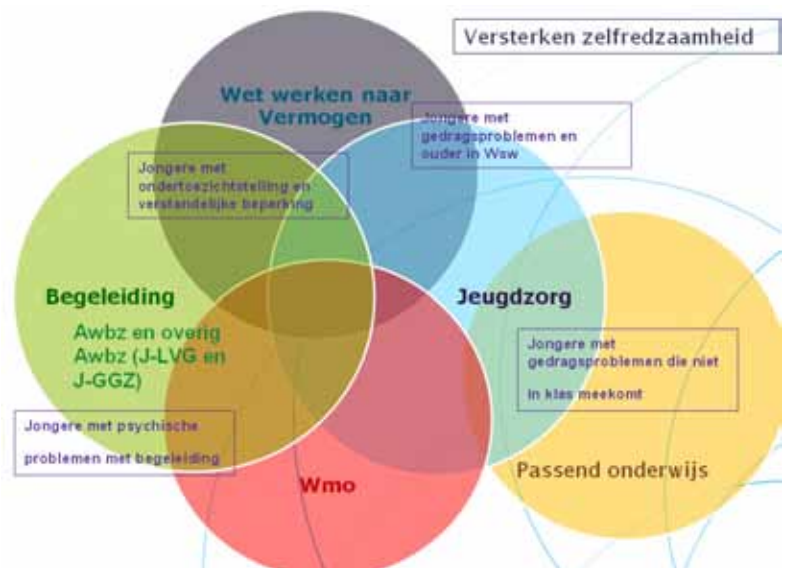 Versterken zelfredzaamheid
Wet werken naar
Vermogen
Jongere met
gedragsproblemen en
ouder in Wsw
Jongere met
ondertoezichtstelling en
verstandelijke beperking
Begeleiding
Awbz en overig
Awbz (J-LVG en
J-GGZ)
Jeugdzorg
Jongere met
gedragsproblemen die niet
in klas meekomt
Jongere met psychische
problemen met begeleiding
Wmo
Passend onderwijs